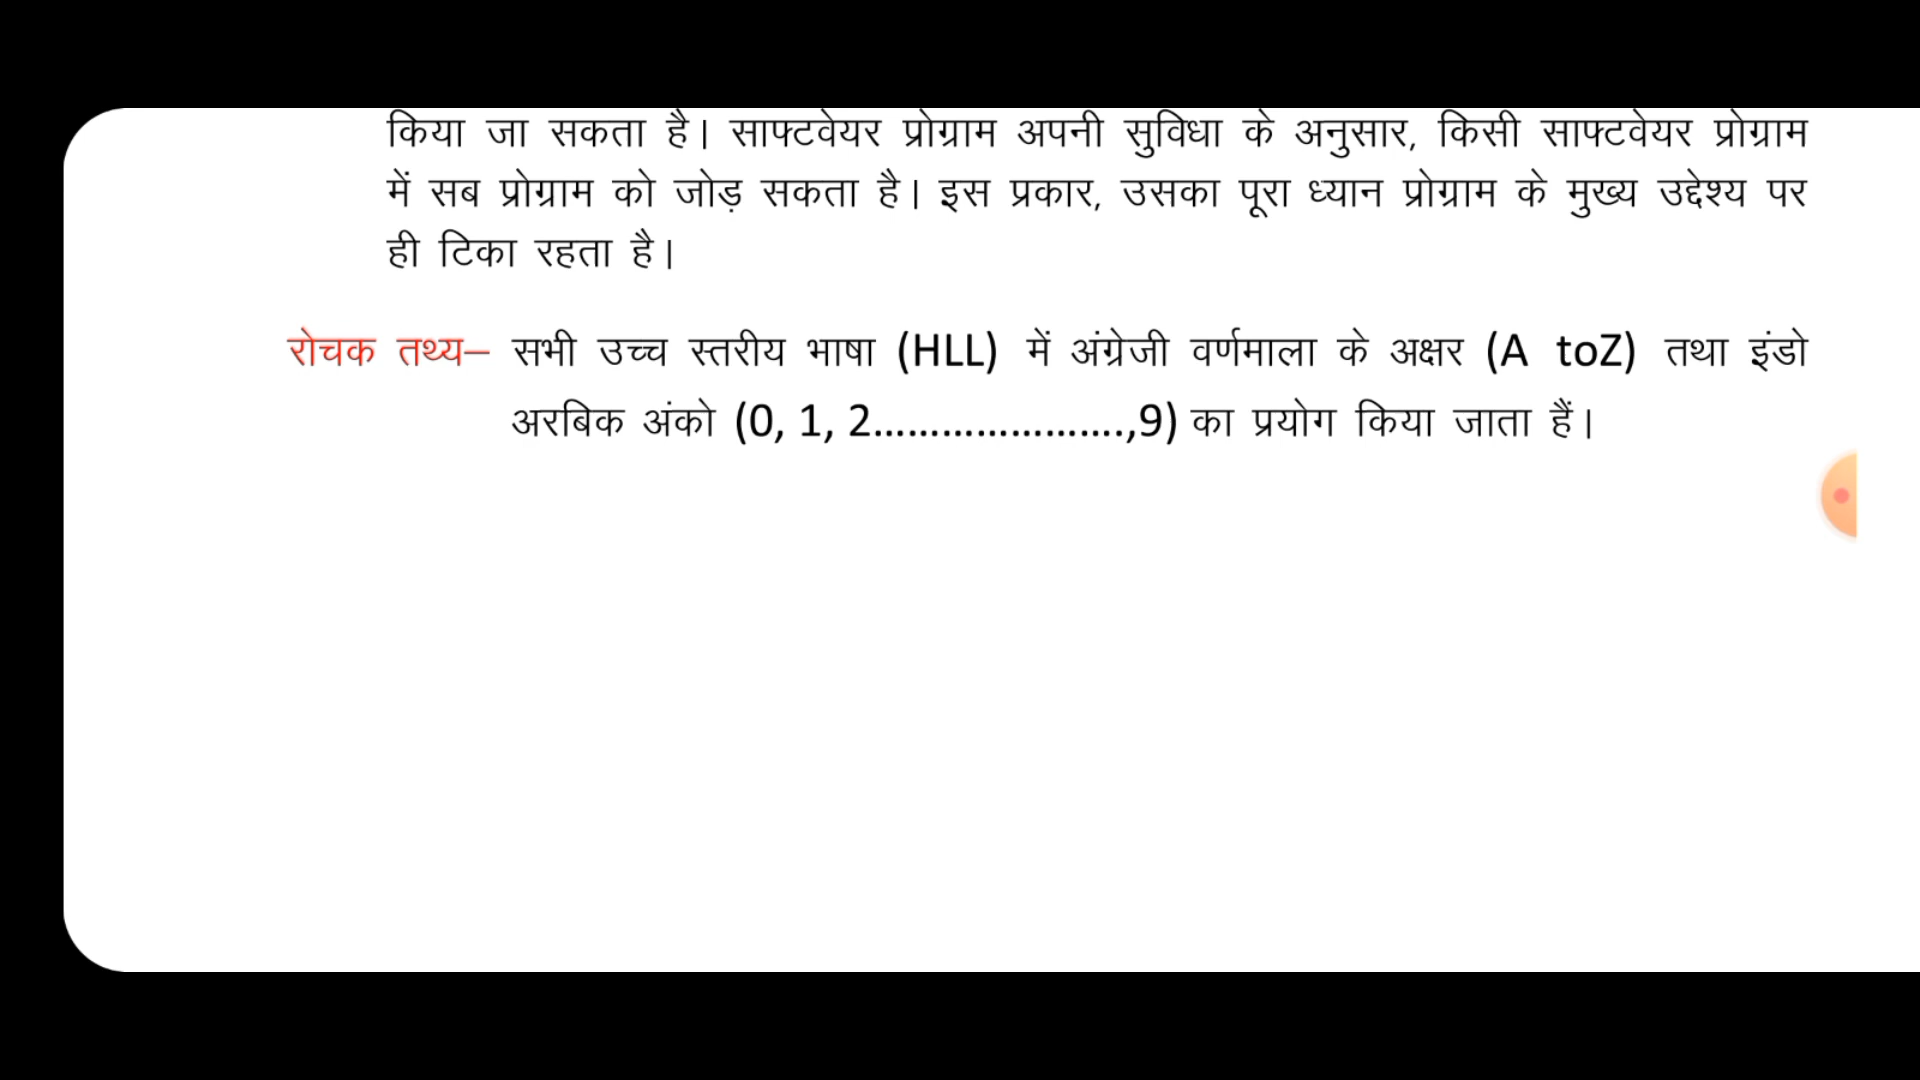 किया जा सकता है। साफ्टवेयर प्रोग्राम अपनी सुविधा के अनुसार, किसी साफ्टवेयर प्रोग्राम
में सब प्रोग्राम को जोड़ सकता है। इस प्रकार, उसका पूरा ध्यान प्रोग्राम के मुख्य उद्देश्य पर
ही टिका रहता है।
रोचक तथ्य– सभी उच्च स्तरीय भाषा (HLL) में अंग्रेजी वर्णमाला के अक्षर (A toZ) तथा इंडो
अरबिक अंको (0, 1, 2………………….,9) का प्रयोग किया जाता हैं।